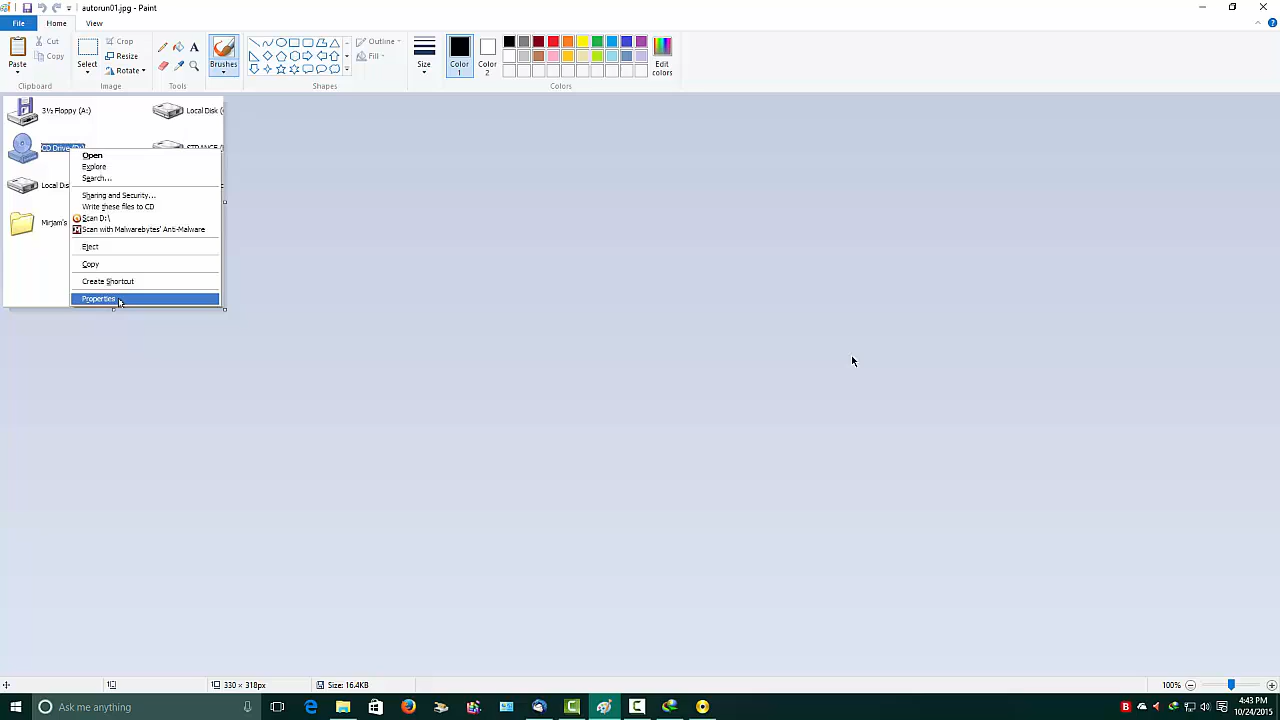 autorun01.jpg - Paint
File Home View
Paste
Cut
Copy
Clipboard
Select
Crop
Resize
Rotate
Image
Tools
Brushes
Outline
Fill
Shapes
Size
Color 1
Color 2
Edit colors
Colors
3½ Floppy (A:)
Local Disk (
CD Drive (D:)
Local Dis
Mirjam's
Open
Explore
Search...
Sharing and Security...
Write these files to CD
Scan D:\
Scan with Malwarebytes' Anti-Malware
Eject
Copy
Create Shortcut
Properties
330 × 318px
Size: 16.4KB
100%
Ask me anything
4:43 PM
10/24/2015